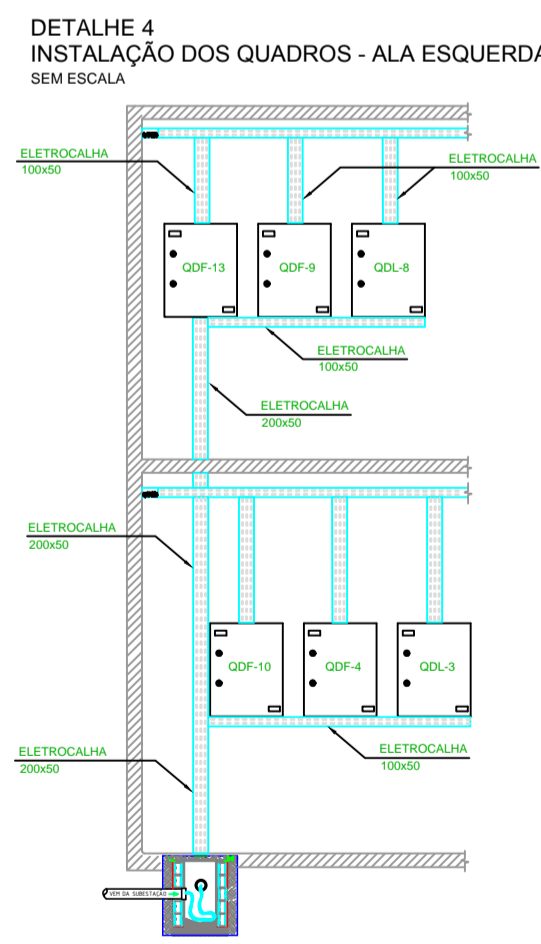 DETALHE 4
INSTALAÇÃO DOS QUADROS - ALA ESQUERDA
SEM ESCALA
ELETROCALHA
100x50
ELETROCALHA
100x50
QDF-13
QDF-9
QDL-8
ELETROCALHA
100x50
ELETROCALHA
200x50
ELETROCALHA
200x50
QDF-10
QDF-4
QDL-3
ELETROCALHA
200x50
ELETROCALHA
100x50
VEM DA SUBESTAÇÃO